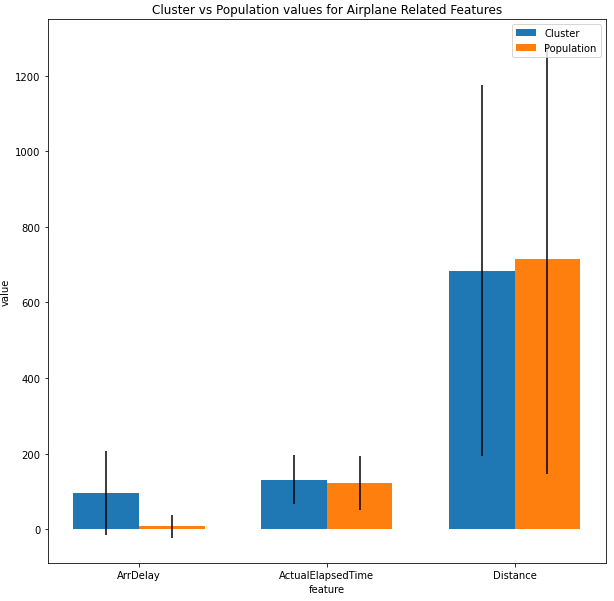 Cluster vs Population values for Airplane Related Features
Cluster
Population
1200
1000
800
600
400
200
0
value
ArrDelay
ActualElapsedTime
Distance
feature